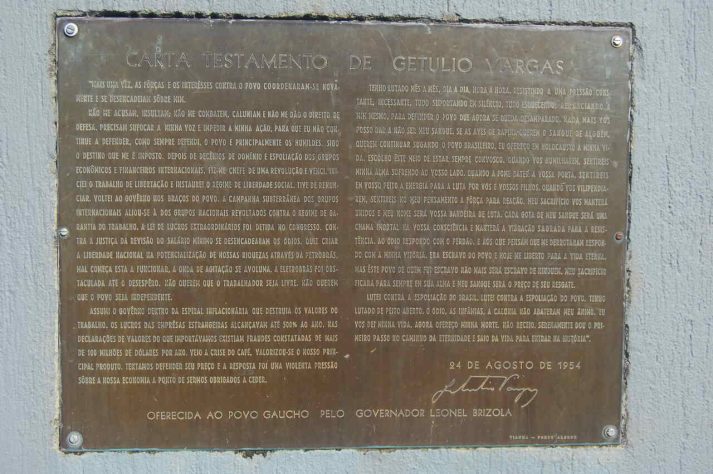 CARTA TESTAMENTO DE GETULIO VARGAS
"MAIS UMA VEZ, AS FÔRÇAS E OS INTERÊSSES CONTRA O POVO COORDENARAM-SE NOVA-
MENTE E SE DESENCADEIAM SÔBRE MIM.
NÃO ME ACUSAM, INSULTAM; NÃO ME COMBATEM, CALUNIAM E NÃO ME DÃO O DIREITO DE
DEFESA. PRECISAM SUFOCAR A MINHA VOZ E IMPEDIR A MINHA AÇÃO, PARA QUE EU NÃO CON-
TINUE A DEFENDER, COMO SEMPRE DEFENDI, O POVO E PRINCIPALMENTE OS HUMILDES. SIGO
O DESTINO QUE ME É IMPOSTO. DEPOIS DE DECÊNIOS DE DOMÍNIO E ESPOLIAÇÃO DOS GRUPOS
ECONÔMICOS E FINANCEIROS INTERNACIONAIS, FIZ-ME CHEFE DE UMA REVOLUÇÃO E VENCI. INI-
CIEI O TRABALHO DE LIBERTAÇÃO E INSTAUREI O REGIME DE LIBERDADE SOCIAL. TIVE DE RENUN-
CIAR. VOLTEI AO GOVÊRNO NOS BRAÇOS DO POVO. A CAMPANHA SUBTERRÂNEA DOS GRUPOS
INTERNACIONAIS ALIOU-SE À DOS GRUPOS NACIONAIS REVOLTADOS CONTRA O REGIME DE GA-
RANTIA DO TRABALHO. A LEI DE LUCROS EXTRAORDINÁRIOS FOI DETIDA NO CONGRESSO. CON-
TRA A JUSTIÇA DA REVISÃO DO SALÁRIO MÍNIMO SE DESENCADEARAM OS ÓDIOS. QUIZ CRIAR
A LIBERDADE NACIONAL NA POTENCIALIZAÇÃO DE NOSSAS RIQUEZAS ATRAVÉS DA PETROBRÁS,
MAL COMEÇA ESTA A FUNCIONAR, A ONDA DE AGITAÇÃO SE AVOLUMA. A ELETROBRÁS FOI OBS-
TACULADA ATÉ O DESESPÊRO. NÃO QUEREM QUE O TRABALHADOR SEJA LIVRE. NÃO QUEREM
QUE O POVO SEJA INDEPENDENTE.
ASSUMI O GOVÊRNO DENTRO DA ESPIRAL INFLACIONÁRIA QUE DESTRUIA OS VALORES DO
TRABALHO. OS LUCROS DAS EMPRÊSAS ESTRANGEIRAS ALCANÇAVAM ATÉ 500% AO ANO. NAS
DECLARAÇÕES DE VALORES DO QUE IMPORTÁVAMOS EXISTIAM FRAUDES CONSTATADAS DE MAIS
DE 100 MILHÕES DE DÓLARES POR ANO. VEIO A CRISE DO CAFÉ, VALORIZOU-SE O NOSSO PRIN-
CIPAL PRODUTO. TENTAMOS DEFENDER SEU PREÇO E A RESPOSTA FOI UMA VIOLENTA PRESSÃO
SÔBRE A NOSSA ECONOMIA A PONTO DE SERMOS OBRIGADOS A CEDER.
TENHO LUTADO MÊS A MÊS, DIA A DIA, HORA A HORA, RESISTINDO A UMA PRESSÃO CONS-
TANTE, INCESSANTE, TUDO SUPORTANDO EM SILÊNCIO, TUDO ESQUECENDO, RENUNCIANDO A
MIM MESMO, PARA DEFENDER O POVO QUE AGORA SE QUEDA DESAMPARADO. NADA MAIS VOS
POSSO DAR A NÃO SER MEU SANGUE. SE AS AVES DE RAPINA QUEREM O SANGUE DE ALGUÉM,
QUEREM CONTINUAR SUGANDO O POVO BRASILEIRO, EU OFEREÇO EM HOLOCAUSTO A MINHA VI-
DA. ESCOLHO ÊSTE MEIO DE ESTAR SEMPRE CONVOSCO. QUANDO VOS HUMILHAREM, SENTIREIS
MINHA ALMA SOFRENDO AO VOSSO LADO. QUANDO A FOME BATER À VOSSA PORTA, SENTIREIS
EM VOSSO PEITO A ENERGIA PARA A LUTA POR VÓS E VOSSOS FILHOS. QUANDO VOS VILIPENDIA-
REM, SENTIREIS NO MEU PENSAMENTO A FÔRÇA PARA REAÇÃO. MEU SACRIFÍCIO VOS MANTERÁ
UNIDOS E MEU NOME SERÁ VOSSA BANDEIRA DE LUTA. CADA GOTA DE MEU SANGUE SERÁ UMA
CHAMA IMORTAL NA VOSSA CONSCIÊNCIA E MANTERÁ A VIBRAÇÃO SAGRADA PARA A RESIS-
TÊNCIA. AO ÓDIO RESPONDO COM O PERDÃO. E AOS QUE PENSAM QUE ME DERROTARAM RESPON-
DO COM A MINHA VITÓRIA. ERA ESCRAVO DO POVO E HOJE ME LIBERTO PARA A VIDA ETERNA.
MAS ÊSTE POVO DE QUEM FUI ESCRAVO NÃO MAIS SERÁ ESCRAVO DE NINGUÉM. MEU SACRIFÍCIO
FICARÁ PARA SEMPRE EM SUA ALMA E MEU SANGUE SERÁ O PREÇO DE SEU RESGATE.
LUTEI CONTRA A ESPOLIAÇÃO DO BRASIL. LUTEI CONTRA A ESPOLIAÇÃO DO POVO. TENHO
LUTADO DE PEITO ABERTO. O ÓDIO, AS INFÂMIAS, A CALÚNIA NÃO ABATERAM MEU ÂNIMO. EU
VOS DEI MINHA VIDA. AGORA OFEREÇO MINHA MORTE. NÃO RECEIO. SERENAMENTE DOU O PRI-
MEIRO PASSO NO CAMINHO DA ETERNIDADE E SAIO DA VIDA PARA ENTRAR NA HISTÓRIA".
24 DE AGOSTO DE 1954
Getulio Vargas
OFERECIDA AO POVO GAUCHO PELO GOVERNADOR LEONEL BRIZOLA
VIANNA - PORTO ALEGRE